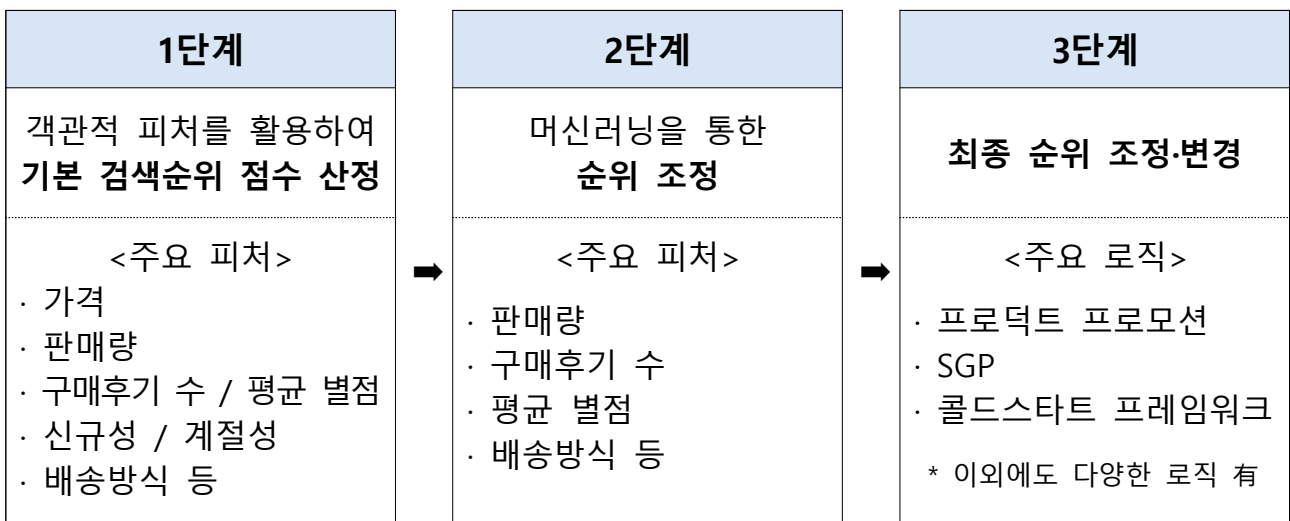 1단계
객관적 피처를 활용하여
기본 검색순위 점수 산정
<주요 피처>
· 가격
· 판매량
· 구매후기 수 / 평균 별점
· 신규성 / 계절성
· 배송방식 등
➡
2단계
머신러닝을 통한
순위 조정
<주요 피처>
· 판매량
· 구매후기 수
· 평균 별점
· 배송방식 등
➡
3단계
최종 순위 조정·변경
<주요 로직>
· 프로덕트 프로모션
· SGP
· 콜드스타트 프레임워크
* 이외에도 다양한 로직 有